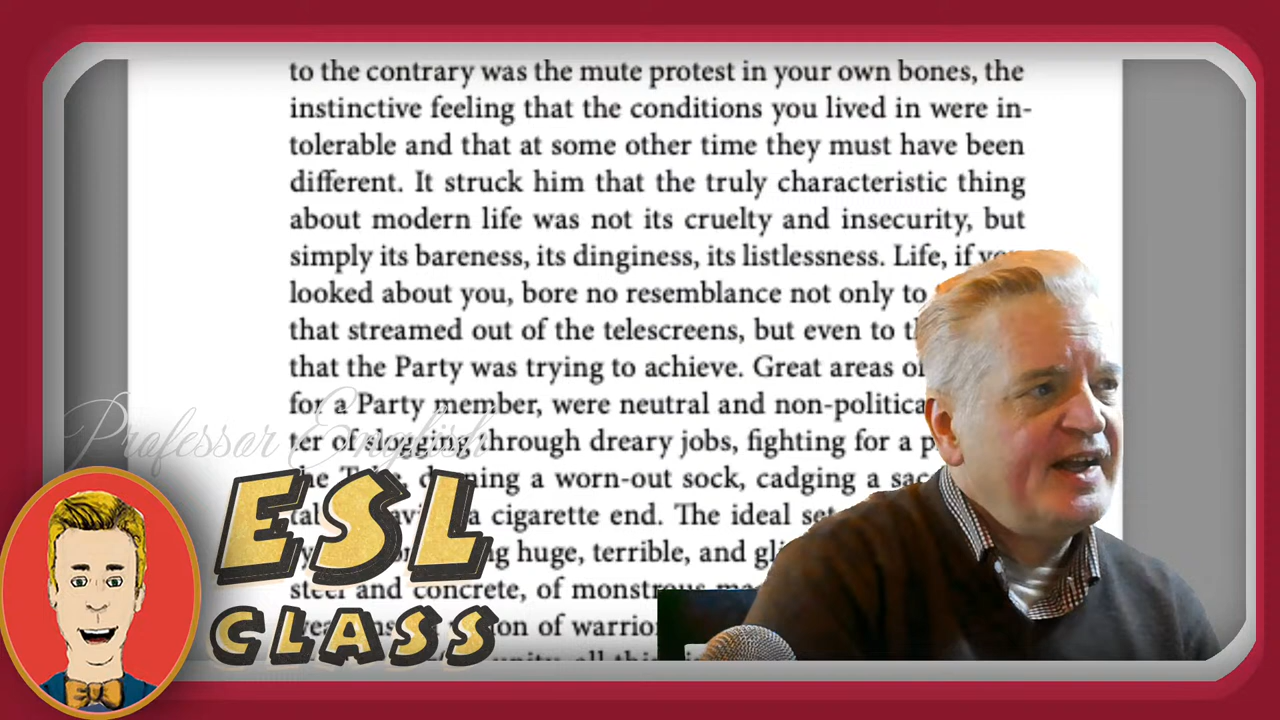 to the contrary was the mute protest in your own bones, the
instinctive feeling that the conditions you lived in were in-
tolerable and that at some other time they must have been
different. It struck him that the truly characteristic thing
about modern life was not its cruelty and insecurity, but
simply its bareness, its dinginess, its listlessness. Life, if
looked about you, bore no resemblance not only to
that streamed out of the telescreens, but even to
that the Party was trying to achieve. Great areas
for a Party member, were neutral and non-politica
ter of slogging through dreary jobs, fighting for a
the a worn-out sock, cadging a
a cigarette end. The ideal
huge, terrible, and
steel and concrete, of
of
Professor English
ESL
CLASS